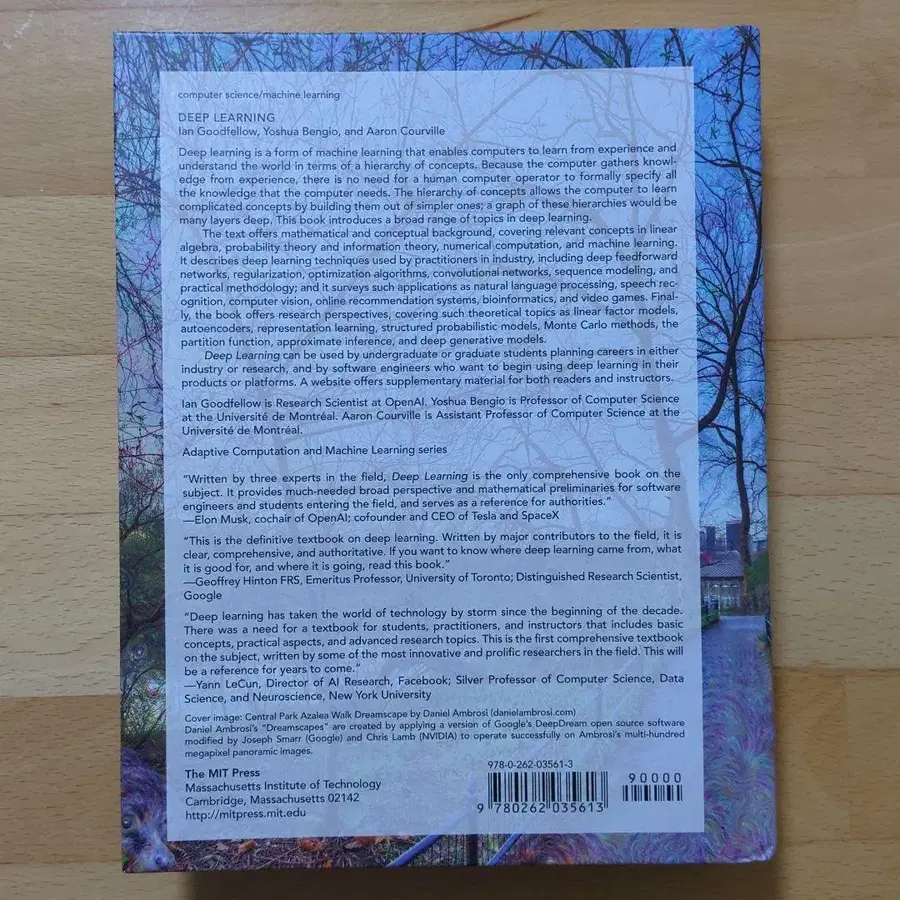 computer science/machine learning
DEEP LEARNING
Ian Goodfellow, Yoshua Bengio, and Aaron Courville
Deep learning is a form of machine learning that enables computers to learn from experience and
understand the world in terms of a hierarchy of concepts. Because the computer gathers knowl-
edge from experience, there is no need for a human computer operator to formally specify all
the knowledge that the computer needs. The hierarchy of concepts allows the computer to learn
complicated concepts by building them out of simpler ones; a graph of these hierarchies would be
many layers deep. This book introduces a broad range of topics in deep learning.
The text offers mathematical and conceptual background, covering relevant concepts in linear
algebra, probability theory and information theory, numerical computation, and machine learning.
It describes deep learning techniques used by practitioners in industry, including deep feedforward
networks, regularization, optimization algorithms, convolutional networks, sequence modeling, and
practical methodology; and it surveys such applications as natural language processing, speech rec-
ognition, computer vision, online recommendation systems, bioinformatics, and video games. Final-
ly, the book offers research perspectives, covering such theoretical topics as linear factor models,
autoencoders, representation learning, structured probabilistic models, Monte Carlo methods, the
partition function, approximate inference, and deep generative models.
Deep Learning can be used by undergraduate or graduate students planning careers in either
industry or research, and by software engineers who want to begin using deep learning in their
products or platforms. A website offers supplementary material for both readers and instructors.
Ian Goodfellow is Research Scientist at OpenAI. Yoshua Bengio is Professor of Computer Science
at the Université de Montréal. Aaron Courville is Assistant Professor of Computer Science at the
Université de Montréal.
Adaptive Computation and Machine Learning series
“Written by three experts in the field, Deep Learning is the only comprehensive book on the
subject. It provides much-needed broad perspective and mathematical preliminaries for software
engineers and students entering the field, and serves as a reference for authorities.”
—Elon Musk, cochair of OpenAI; cofounder and CEO of Tesla and SpaceX
“This is the definitive textbook on deep learning. Written by major contributors to the field, it is
clear, comprehensive, and authoritative. If you want to know where deep learning came from, what
it is good for, and where it is going, read this book.”
—Geoffrey Hinton FRS, Emeritus Professor, University of Toronto; Distinguished Research Scientist,
Google
“Deep learning has taken the world of technology by storm since the beginning of the decade.
There was a need for a textbook for students, practitioners, and instructors that includes basic
concepts, practical aspects, and advanced research topics. This is the first comprehensive textbook
on the subject, written by some of the most innovative and prolific researchers in the field. This will
be a reference for years to come.”
—Yann LeCun, Director of AI Research, Facebook; Silver Professor of Computer Science, Data
Science, and Neuroscience, New York University
Cover image: Central Park Azalea Walk Dreamscape by Daniel Ambrosi (danielambrosi.com)
Daniel Ambrosi's “Dreamscapes” are created by applying a version of Google's DeepDream open source software
modified by Joseph Smarr (Google) and Chris Lamb (NVIDIA) to operate successfully on Ambrosi's multi-hundred
megapixel panoramic images.
The MIT Press
Massachusetts Institute of Technology
Cambridge, Massachusetts 02142
http://mitpress.mit.edu
978-0-262-03561-3
90000
9 780262 035613